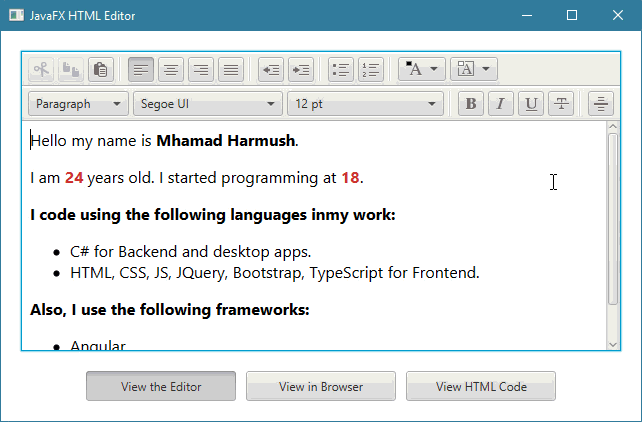 JavaFX HTML Editor
A A
Paragraph Segoe UI 12 pt B I U T
Hello my name is Mhamad Harmush.
I am 24 years old. I started programming at 18.
I code using the following languages inmy work:
• C# for Backend and desktop apps.
• HTML, CSS, JS, JQuery, Bootstrap, TypeScript for Frontend.
Also, I use the following frameworks:
• Angular
View the Editor View in Browser View HTML Code